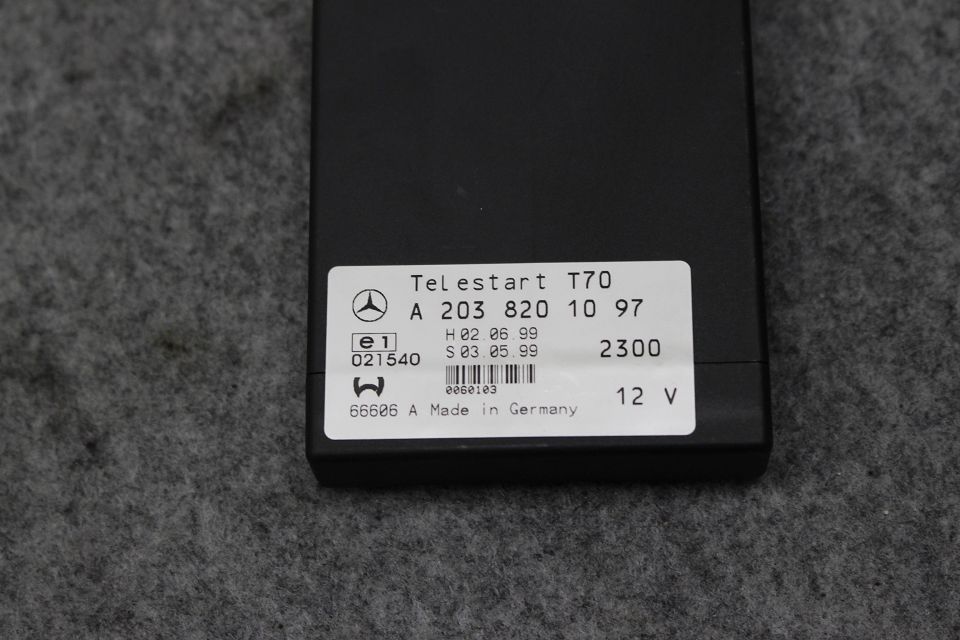 Telestart T70
A 203 820 10 97
H 02.06.99
e1
S 03.05.99
2300
021540
0060103
12 V
66606 A Made in Germany